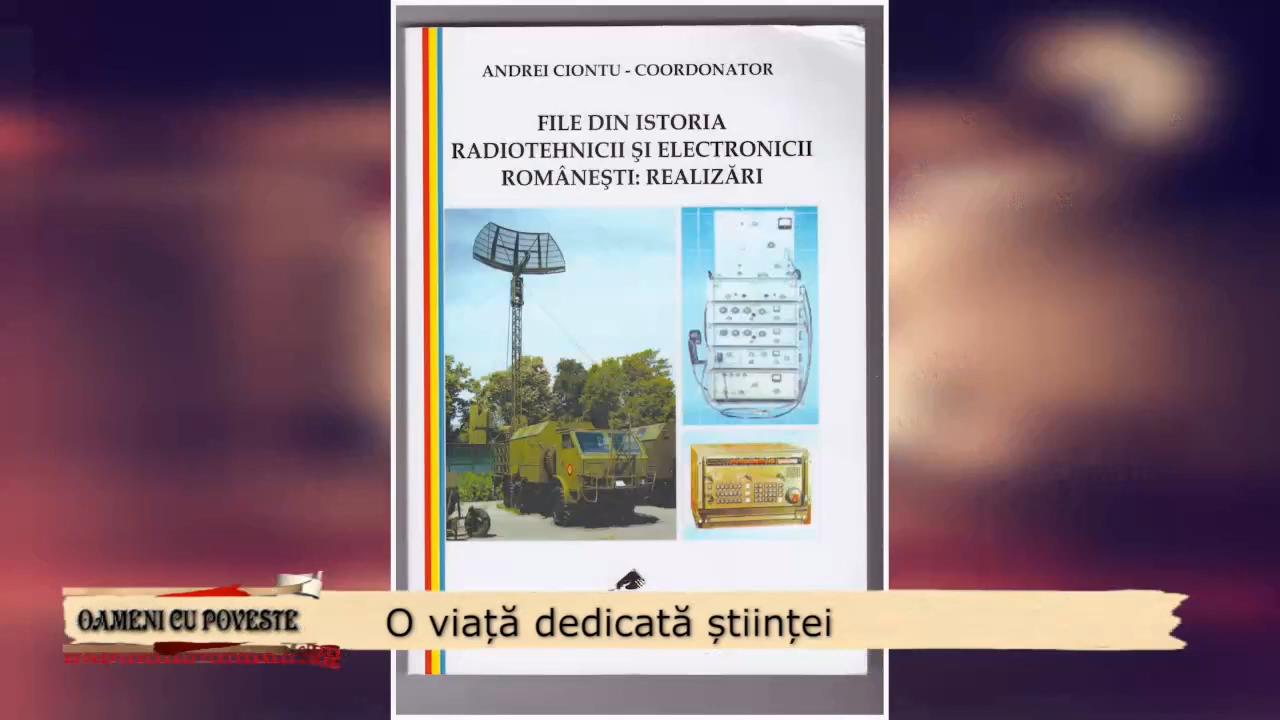 ANDREI CIONTU - COORDONATOR
FILE DIN ISTORIA
RADIOTEHNICII ŞI ELECTRONICII
ROMÂNEŞTI: REALIZĂRI
OAMENI CU POVESTE
O viață dedicată științei